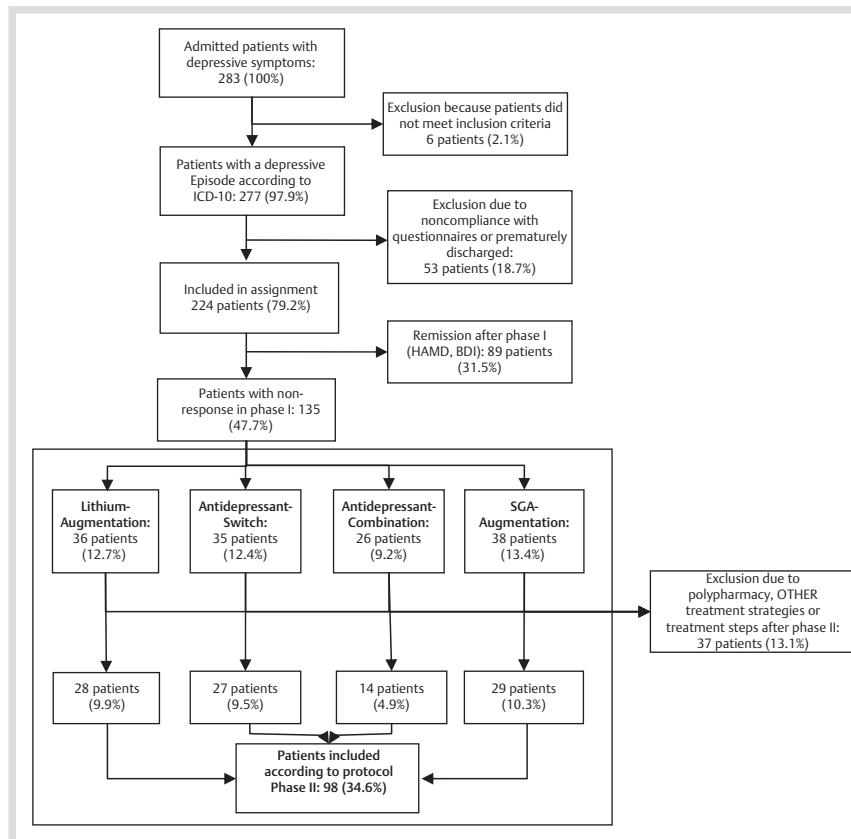 Admitted patients with
depressive symptoms:
283 (100%)
Exclusion because patients did
not meet inclusion criteria
6 patients (2.1%)
Patients with a depressive
Episode according to
ICD-10: 277 (97.9%)
Exclusion due to
noncompliance with
questionnaires or prematurely
discharged:
53 patients (18.7%)
Included in assignment
224 patients (79.2%)
Remission after phase I
(HAMD, BDI): 89 patients
(31.5%)
Patients with non-
response in phase I: 135
(47.7%)
Lithium-
Augmentation:
36 patients
(12.7%)
Antidepressant-
Switch:
35 patients
(12.4%)
Antidepressant-
Combination:
26 patients
(9.2%)
SGA-
Augmentation:
38 patients
(13.4%)
Exclusion due to
polypharmacy, OTHER
treatment strategies or
treatment steps after phase II:
37 patients (13.1%)
28 patients
(9.9%)
27 patients
(9.5%)
14 patients
(4.9%)
29 patients
(10.3%)
Patients included
according to protocol
Phase II: 98 (34.6%)